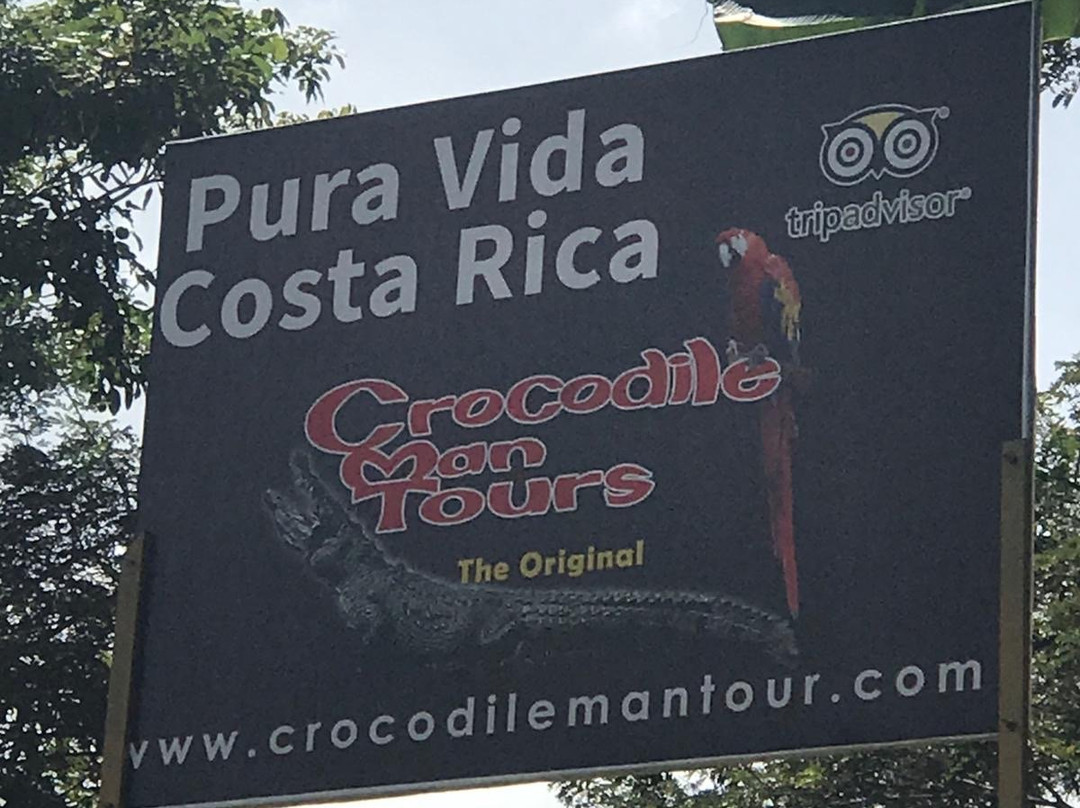 Pura Vida
Costa Rica
tripadvisor®
Crocodile
Man
Tours
The Original
www.crocodilemantour.com